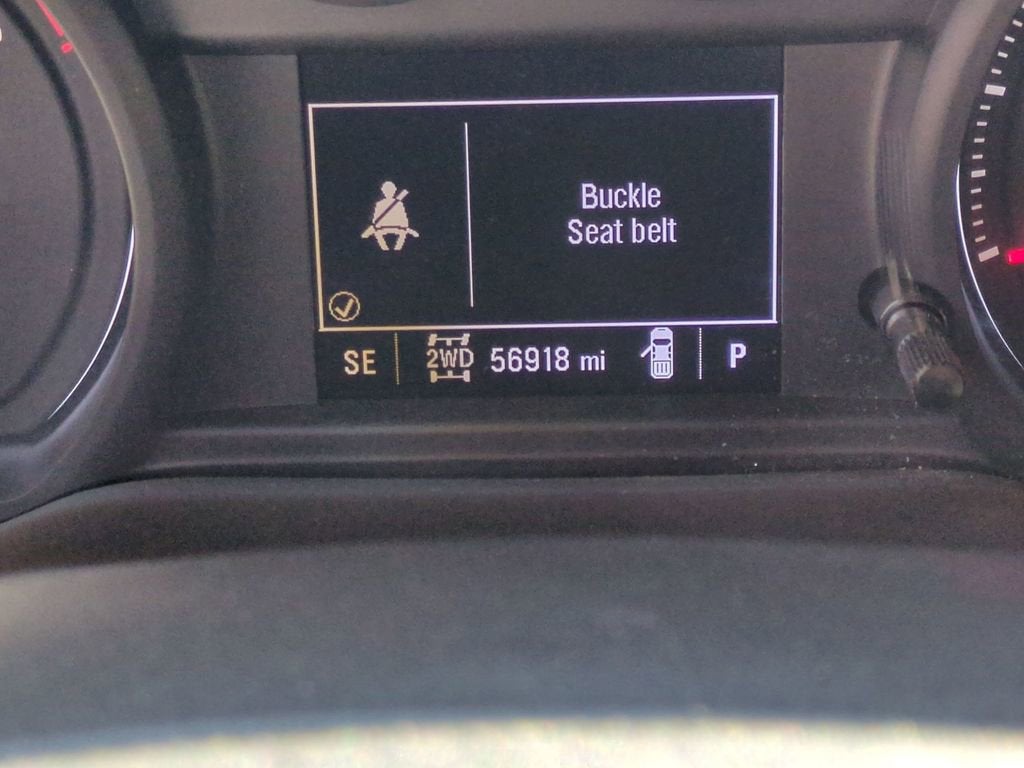 Buckle
Seat belt
SE 2WD 56918 mi P